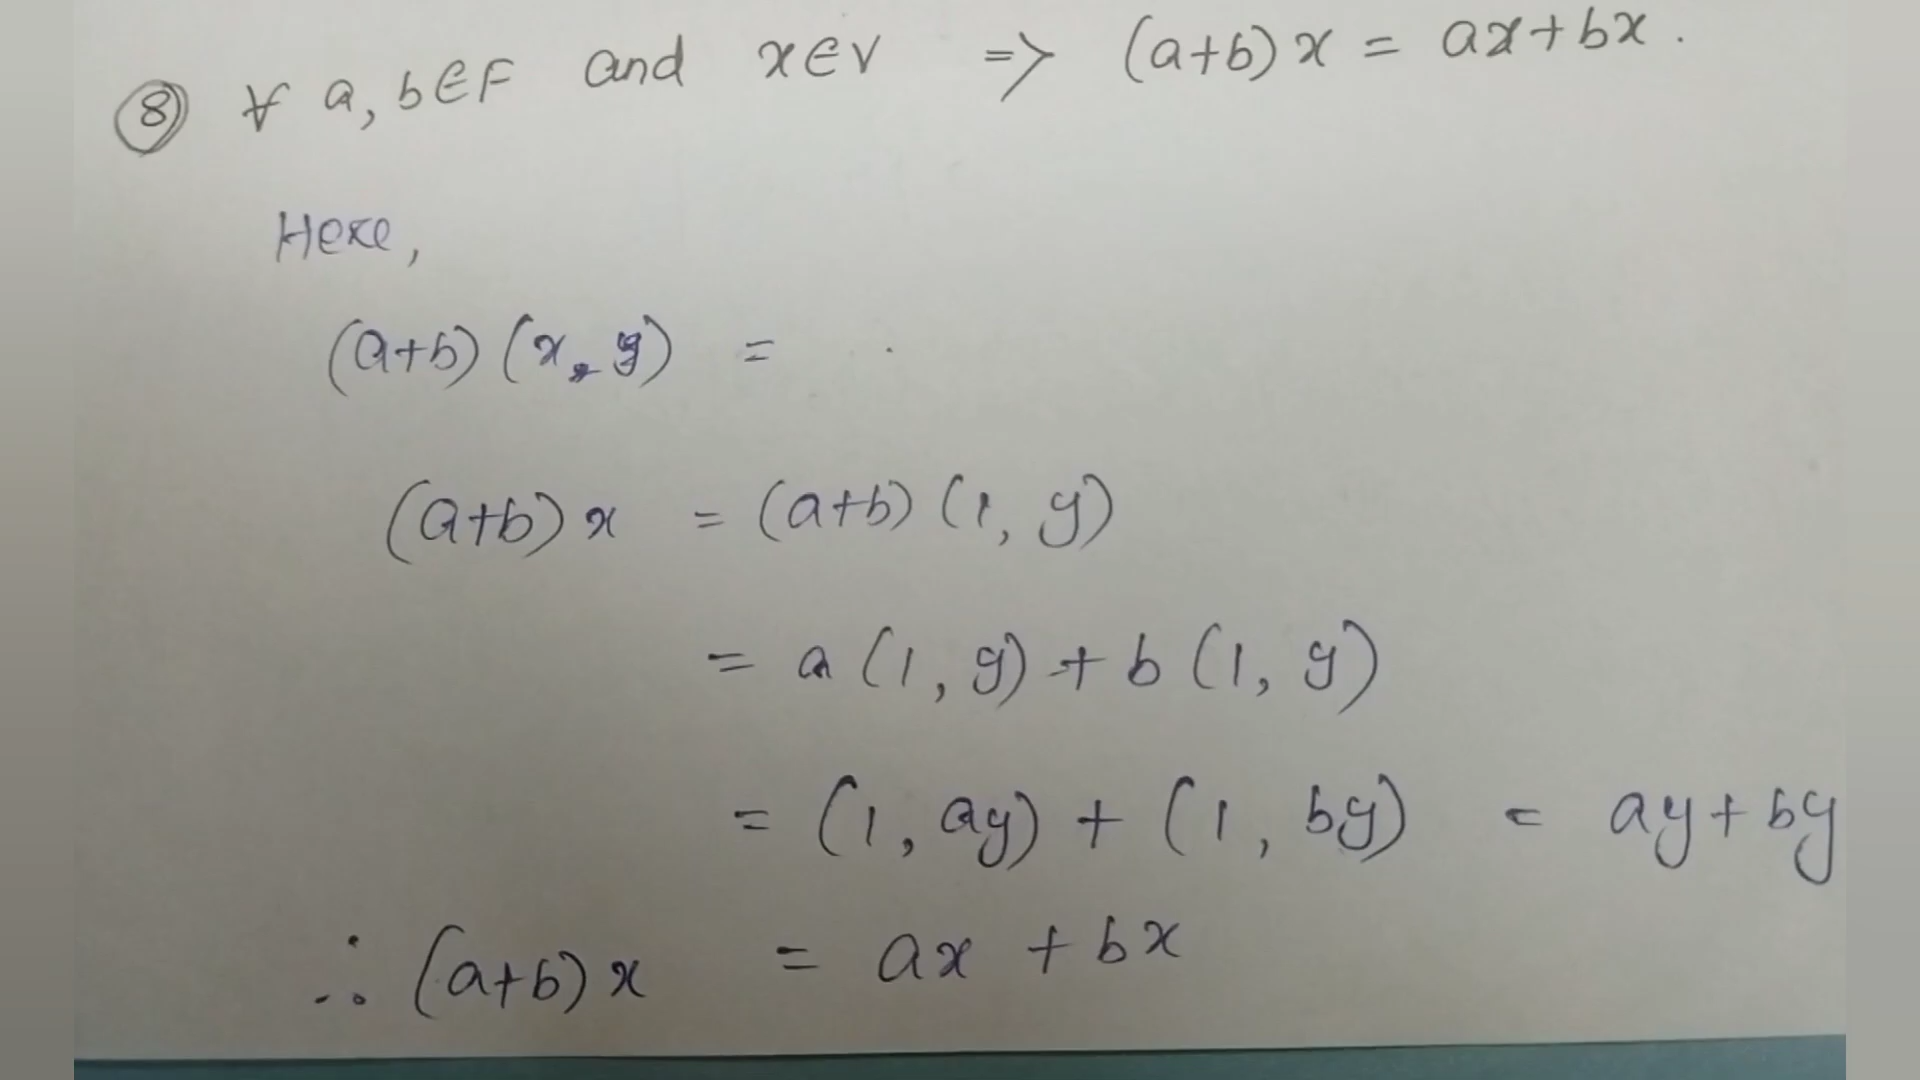 ⑧ ∀ a, b∈F and x∈V => (a+b)x = ax+bx.
Here,
(a+b)(x, y) =
(a+b)x = (a+b)(1, y)
= a(1, y) + b(1, y)
= (1, ay) + (1, by) = ay+by
∴ (a+b)x = ax + bx